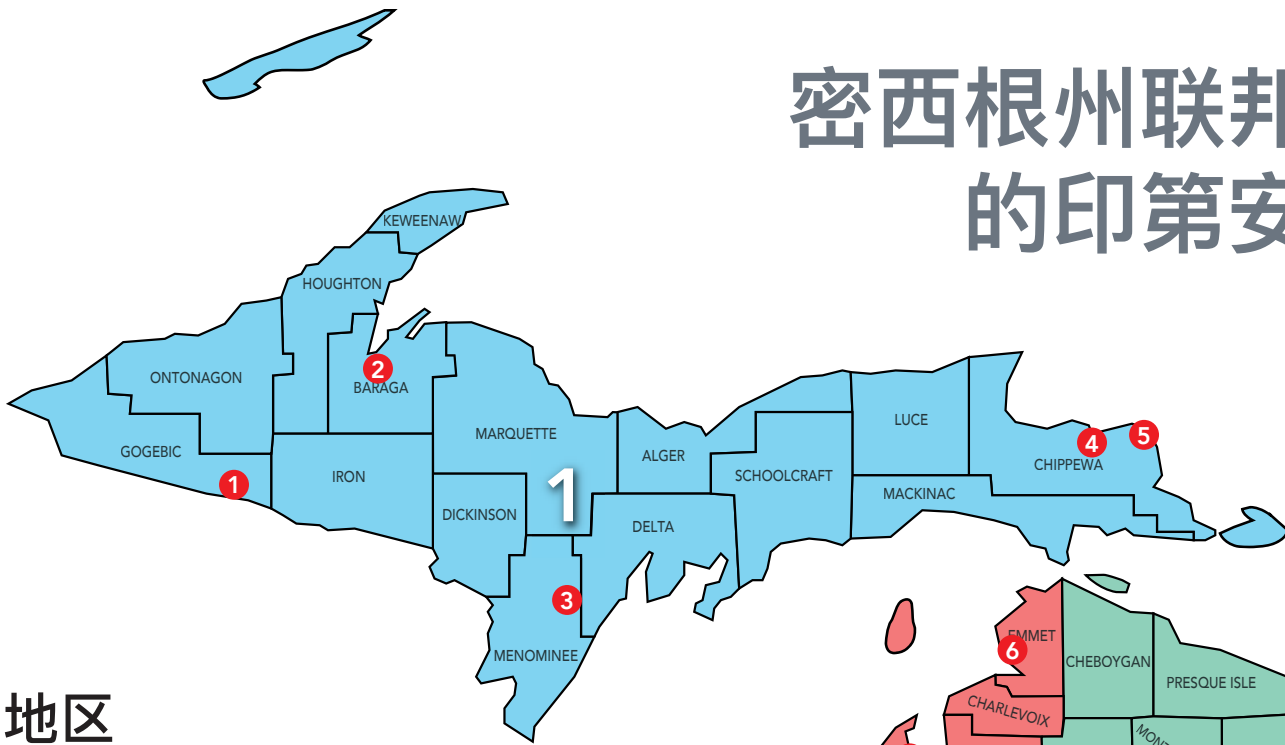 密西根州联邦
的印第安
KEWEENAW
HOUGHTON
2
BARAGA
ONTONAGON
GOGEBIC
1
IRON
MARQUETTE
1
DICKINSON
ALGER
SCHOOLCRAFT
DELTA
LUCE
MACKINAC
4
5
CHIPPEWA
3
MENOMINEE
EMMET
6
CHEBOYGAN
PRESQUE ISLE
CHARLEVOIX
地区